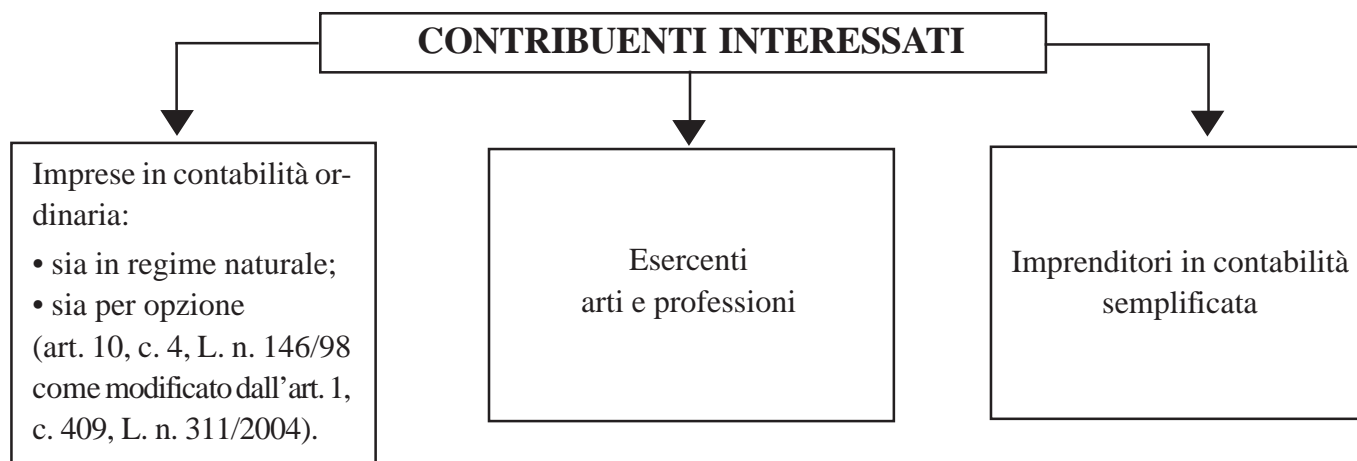 CONTRIBUENTI INTERESSATI
Imprese in contabilità or-
dinaria:
• sia in regime naturale;
• sia per opzione
(art. 10, c. 4, L. n. 146/98
come modificato dall’art. 1,
c. 409, L. n. 311/2004).
Esercenti
arti e professioni
Imprenditori in contabilità
semplificata